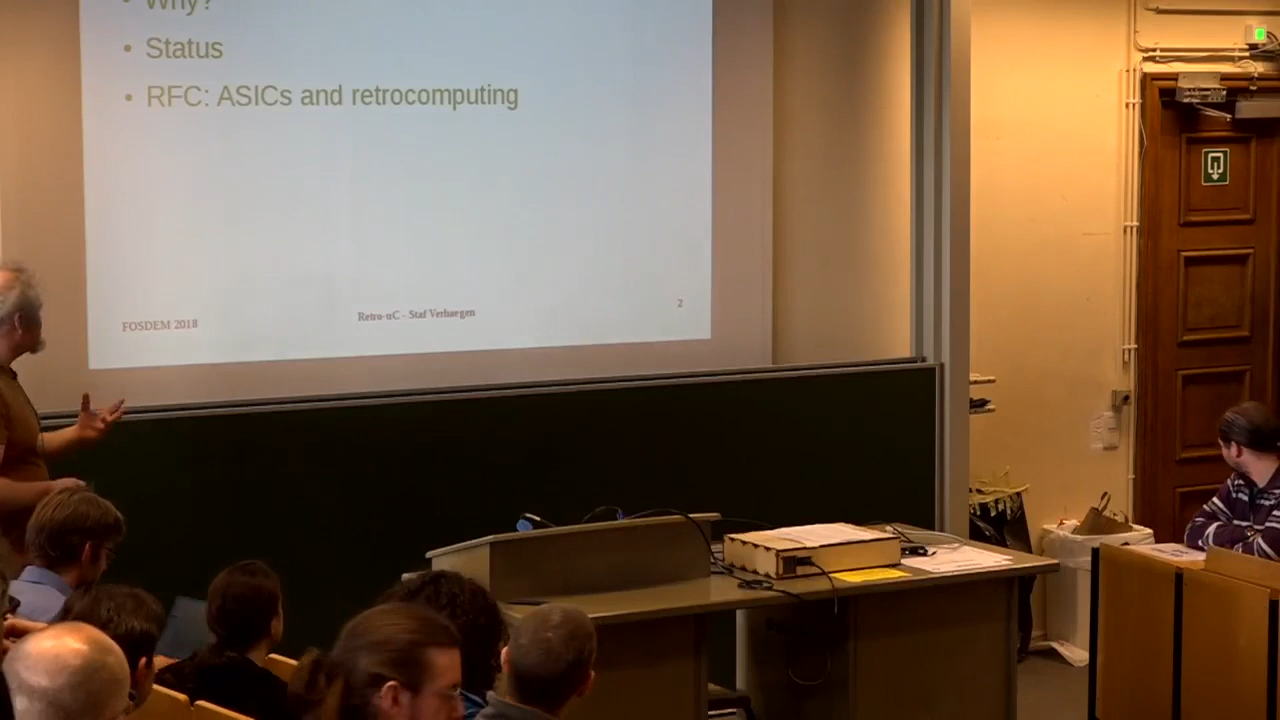 • Why?
• Status
• RFC: ASICs and retrocomputing
FOSDEM 2018
Retro-uC - Staf Verhaegen
2